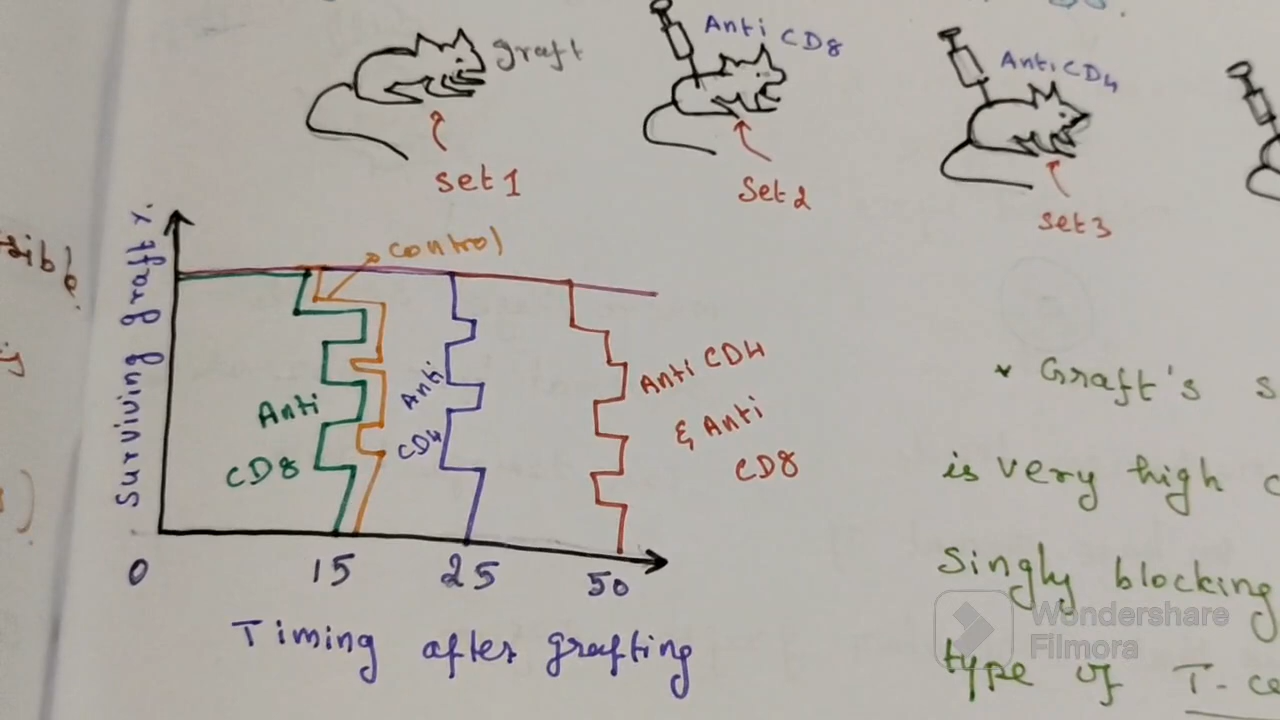 graft
Anti CD8
Anti CD4
set 1
Set 2
set 3
Surviving graft %
control
Anti
CD8
Anti
CD4
Anti CD4
& Anti
CD8
0
15
25
50
Timing after grafting
* Graft's s
is very high c
Singly blocking
type of T-ce
Wondershare
Filmora